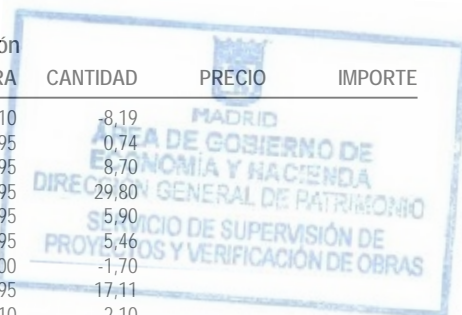 ón
RA CANTIDAD PRECIO IMPORTE
10 -8,19
95 0,74
95 8,70
95 29,80
95 5,90
95 5,46
00 -1,70
95 17,11
MADRID
ÁREA DE GOBIERNO DE
ECONOMÍA Y HACIENDA
DIRECCIÓN GENERAL DE PATRIMONIO
SERVICIO DE SUPERVISIÓN DE
PROYECTOS Y VERIFICACIÓN DE OBRAS